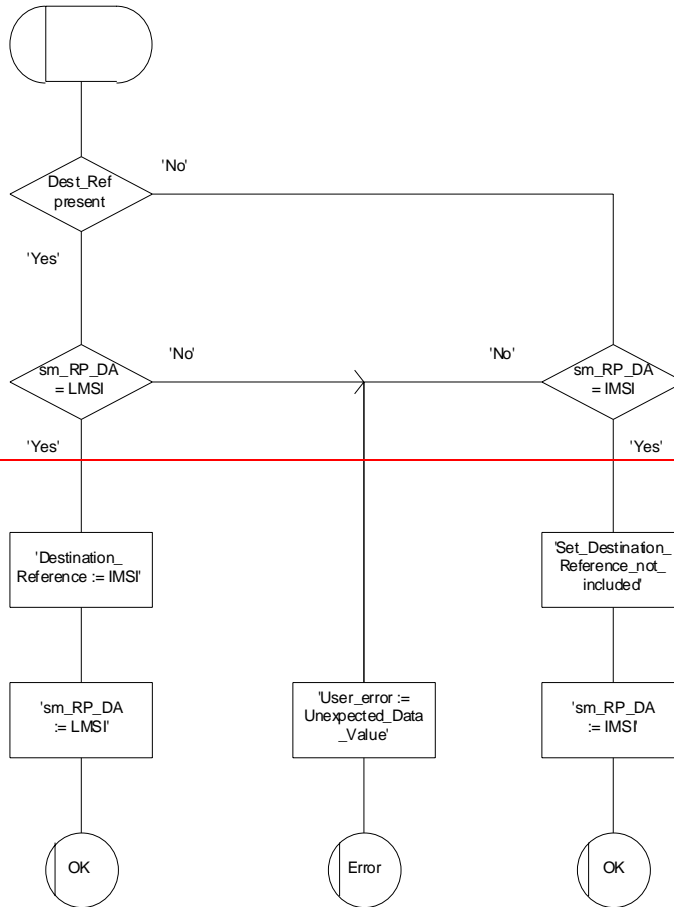 'No'
Dest_Ref
present
'Yes'
sm_RP_DA
= LMSI
'No'
'No'
sm_RP_DA
= IMSI
'Yes'
'Yes'
'Destination_
Reference := IMSI'
'Set_Destination_
Reference_not_
included'
'sm_RP_DA
:= LMSI'
'User_error :=
Unexpected_Data
_Value'
'sm_RP_DA
:= IMSI'
OK
Error
OK